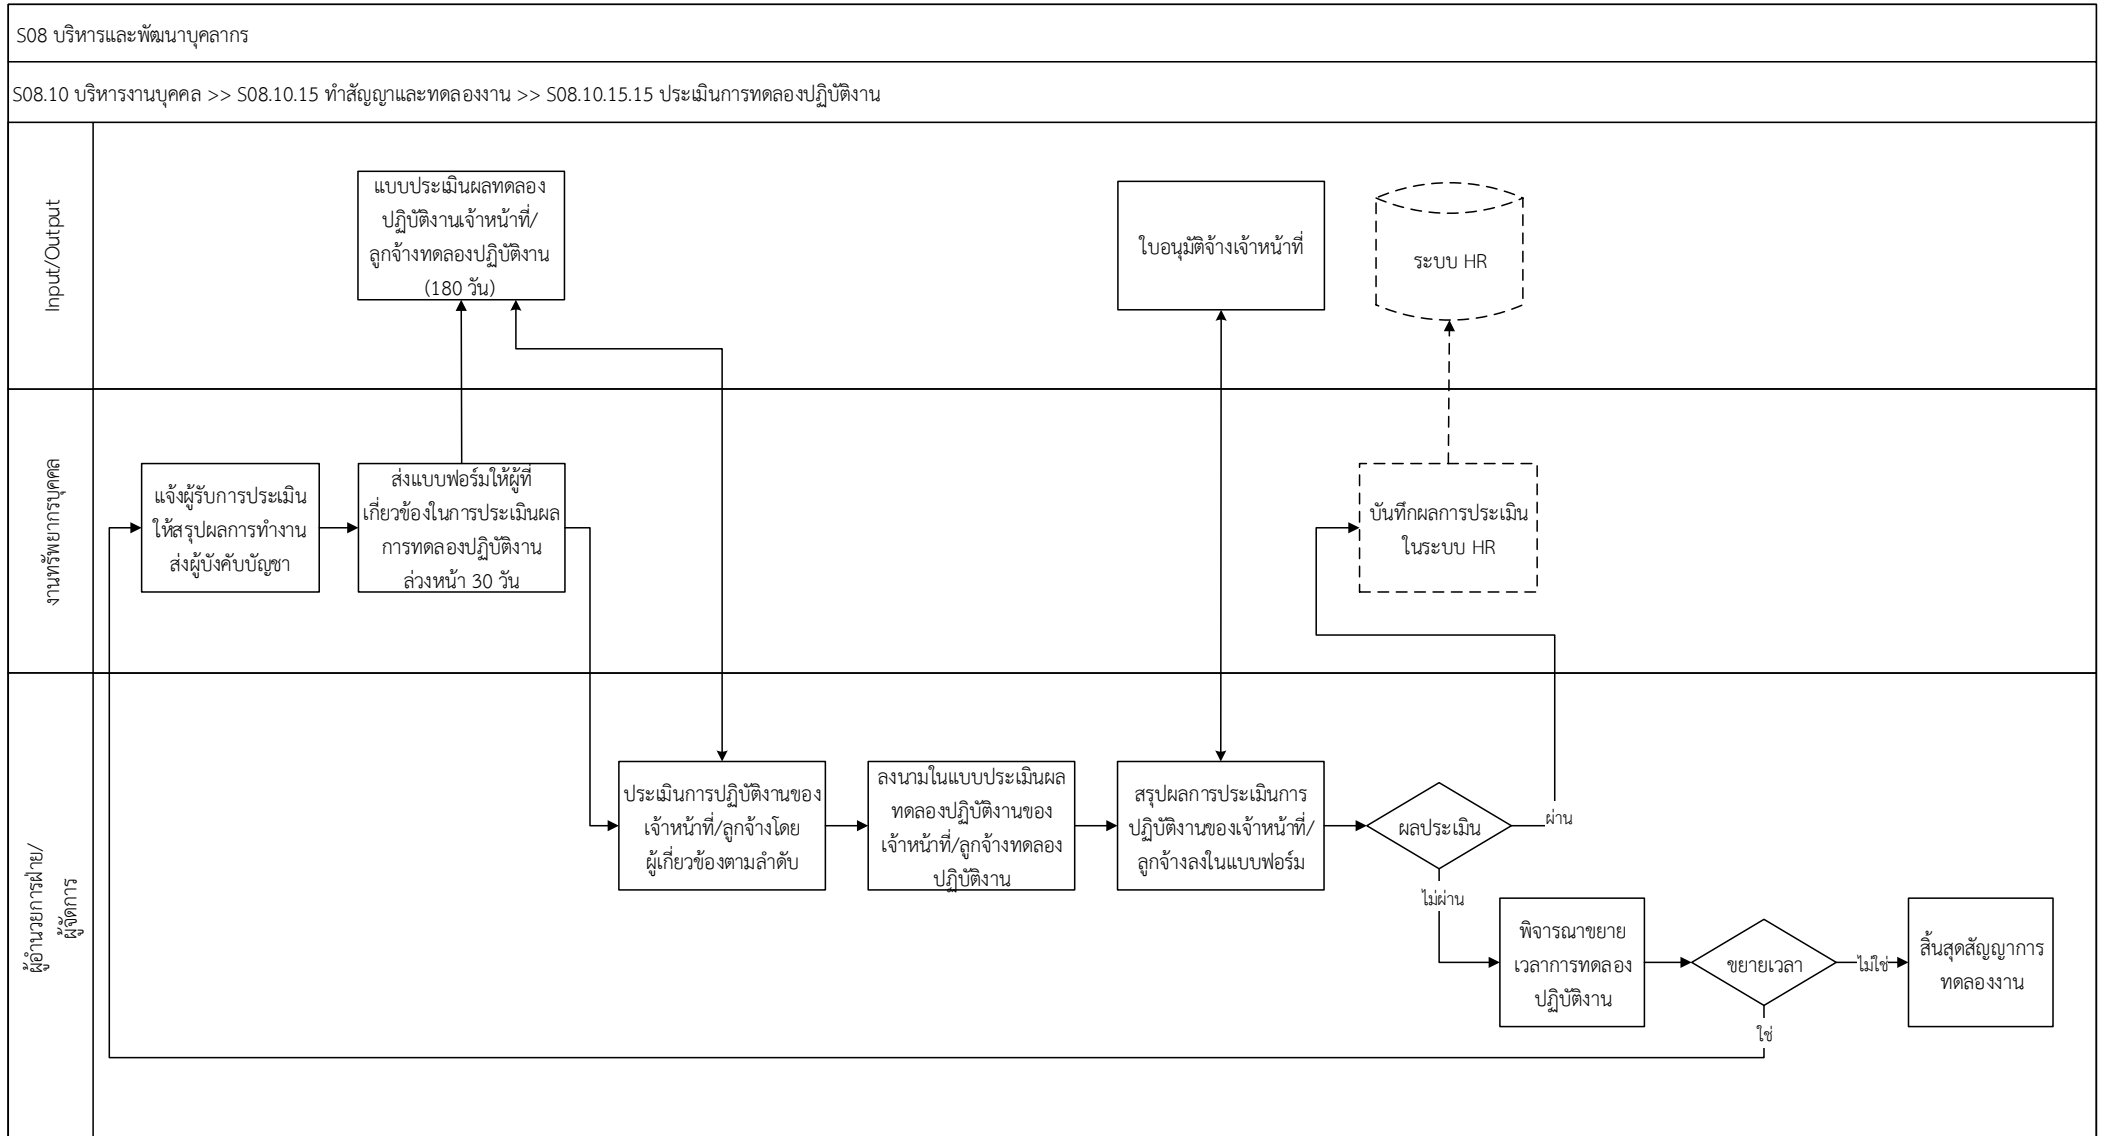 S08 บริหารและพัฒนาบุคลากร
S08.10 บริหารงานบุคคล >> S08.10.15 ทำสัญญาและทดลองงาน >> S08.10.15.15 ประเมินการทดลองปฏิบัติงาน
Input/Output
แบบประเมินผลทดลอง
ปฏิบัติงานเจ้าหน้าที่/
ลูกจ้างทดลองปฏิบัติงาน
(180 วัน)
ใบอนุมัติจ้างเจ้าหน้าที่
ระบบ HR
งานทรัพยากรบุคคล
แจ้งผู้รับการประเมิน
ให้สรุปผลการทำงาน
ส่งผู้บังคับบัญชา
ส่งแบบฟอร์มให้ผู้ที่
เกี่ยวข้องในการประเมินผล
การทดลองปฏิบัติงาน
ล่วงหน้า 30 วัน
บันทึกผลการประเมิน
ในระบบ HR
ผู้อำนวยการฝ่าย/
ผู้จัดการ
ประเมินการปฏิบัติงานของ
เจ้าหน้าที่/ลูกจ้างโดย
ผู้เกี่ยวข้องตามลำดับ
ลงนามในแบบประเมินผล
ทดลองปฏิบัติงานของ
เจ้าหน้าที่/ลูกจ้างทดลอง
ปฏิบัติงาน
สรุปผลการประเมินการ
ปฏิบัติงานของเจ้าหน้าที่/
ลูกจ้างลงในแบบฟอร์ม
ผลประเมิน
ผ่าน
ไม่ผ่าน
พิจารณาขยาย
เวลาการทดลอง
ปฏิบัติงาน
ขยายเวลา
ไม่ใช่
สิ้นสุดสัญญาการ
ทดลองงาน
ใช่